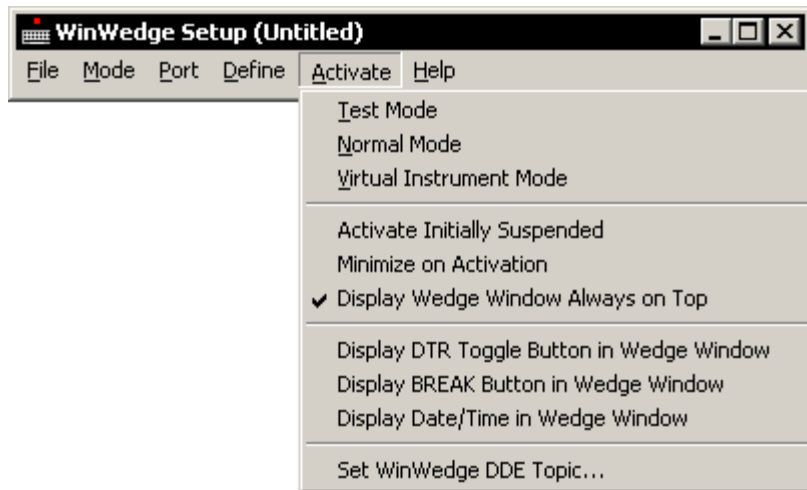 WinWedge Setup (Untitled)
File Mode Port Define Activate Help
Test Mode
Normal Mode
Virtual Instrument Mode
Activate Initially Suspended
Minimize on Activation
Display Wedge Window Always on Top
Display DTR Toggle Button in Wedge Window
Display BREAK Button in Wedge Window
Display Date/Time in Wedge Window
Set WinWedge DDE Topic...